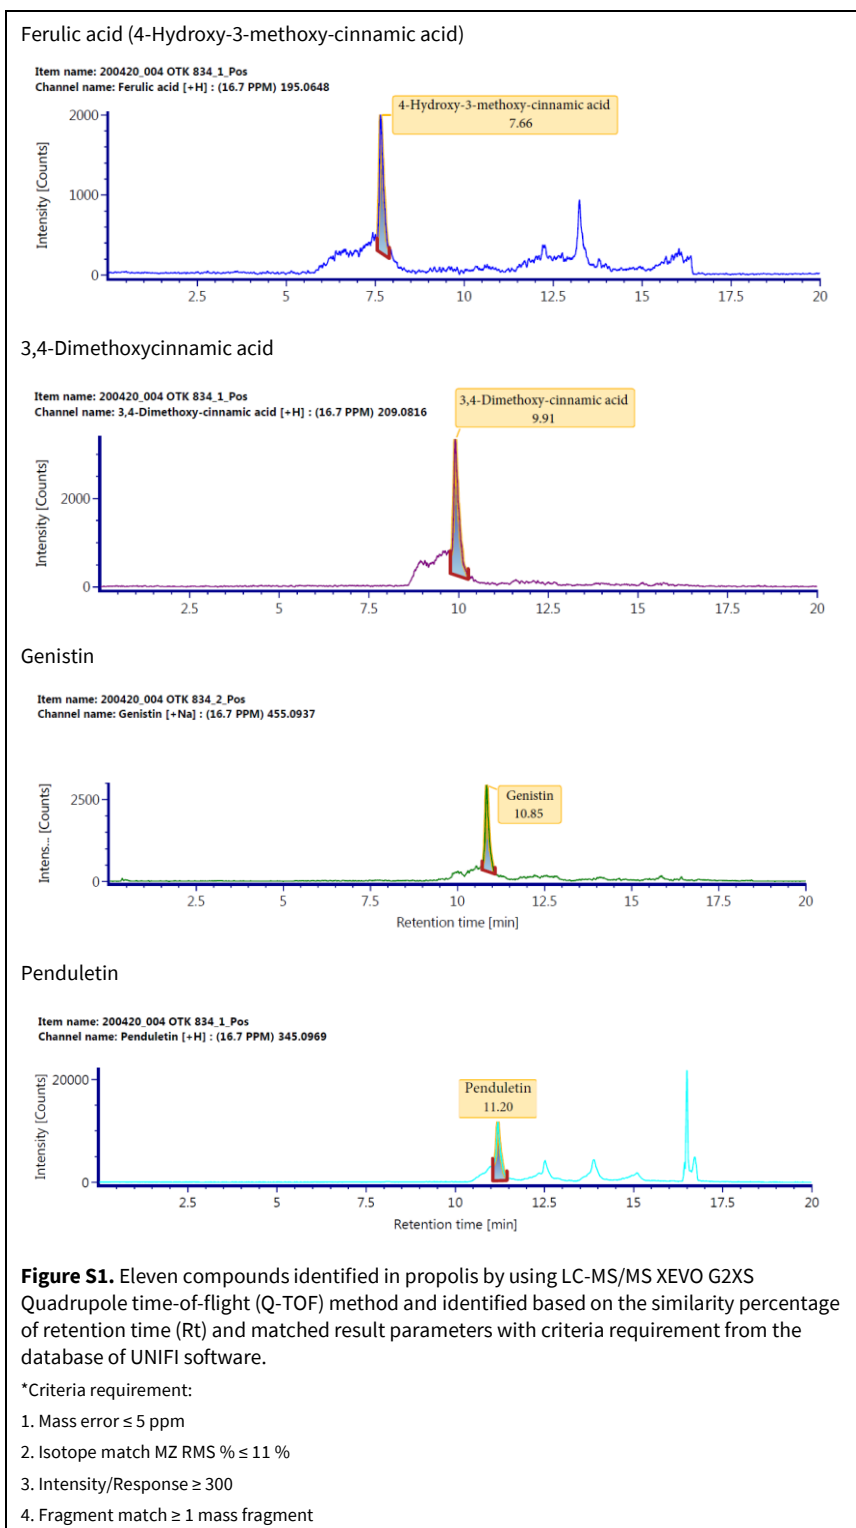 Ferulic acid (4-Hydroxy-3-methoxy-cinnamic acid)
Item name: 200420_004 OTK 834_1_Pos
Channel name: Ferulic acid [+H] : (16.7 PPM) 195.0648
4-Hydroxy-3-methoxy-cinnamic acid
7.66
2000
1000
0
Intensity [Counts]
2.5 5 7.5 10 12.5 15 17.5 20
3,4-Dimethoxycinnamic acid
Item name: 200420_004 OTK 834_1_Pos
Channel name: 3,4-Dimethoxy-cinnamic acid [+H] : (16.7 PPM) 209.0816
3,4-Dimethoxy-cinnamic acid
9.91
2000
0
Intensity [Counts]
2.5 5 7.5 10 12.5 15 17.5 20
Genistin
Item name: 200420_004 OTK 834_2_Pos
Channel name: Genistin [+Na] : (16.7 PPM) 455.0937
Genistin
10.85
2500
0
Intens... [Counts]
2.5 5 7.5 10 12.5 15 17.5 20
Retention time [min]
Penduletin
Item name: 200420_004 OTK 834_1_Pos
Channel name: Penduletin [+H] : (16.7 PPM) 345.0969
Penduletin
11.20
20000
0
Intensity [Counts]
2.5 5 7.5 10 12.5 15 17.5 20
Retention time [min]
Figure S1. Eleven compounds identified in propolis by using LC-MS/MS XEVO G2XS
Quadrupole time-of-flight (Q-TOF) method and identified based on the similarity percentage
of retention time (Rt) and matched result parameters with criteria requirement from the
database of UNIFI software.
*Criteria requirement:
1. Mass error ≤ 5 ppm
2. Isotope match MZ RMS % ≤ 11 %
3. Intensity/Response ≥ 300
4. Fragment match ≥ 1 mass fragment